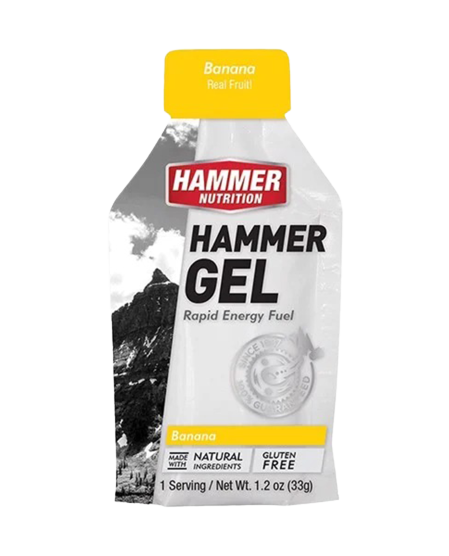 Banana
Real Fruit!
HAMMER
NUTRITION
HAMMER
GEL
Rapid Energy Fuel
Banana
MADE WITH NATURAL INGREDIENTS
GLUTEN FREE
1 Serving / Net Wt. 1.2 oz (33g)